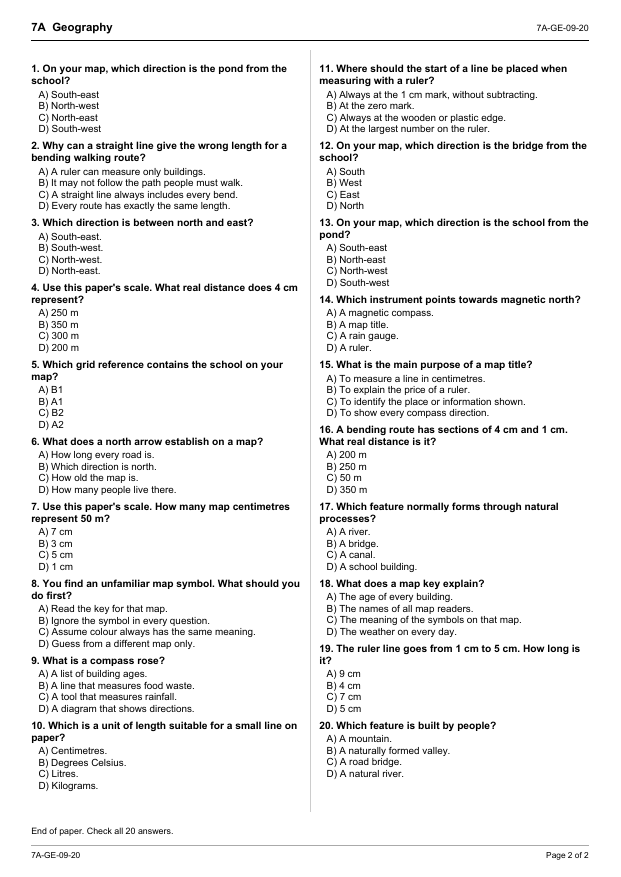 7A Geography
7A-GE-09-20
1. On your map, which direction is the pond from the
school?
A) South-east
B) North-west
C) North-east
D) South-west
2. Why can a straight line give the wrong length for a
bending walking route?
A) A ruler can measure only buildings.
B) It may not follow the path people must walk.
C) A straight line always includes every bend.
D) Every route has exactly the same length.
3. Which direction is between north and east?
A) South-east.
B) South-west.
C) North-west.
D) North-east.
4. Use this paper's scale. What real distance does 4 cm
represent?
A) 250 m
B) 350 m
C) 300 m
D) 200 m
5. Which grid reference contains the school on your
map?
A) B1
B) A1
C) B2
D) A2
6. What does a north arrow establish on a map?
A) How long every road is.
B) Which direction is north.
C) How old the map is.
D) How many people live there.
7. Use this paper's scale. How many map centimetres
represent 50 m?
A) 7 cm
B) 3 cm
C) 5 cm
D) 1 cm
8. You find an unfamiliar map symbol. What should you
do first?
A) Read the key for that map.
B) Ignore the symbol in every question.
C) Assume colour always has the same meaning.
D) Guess from a different map only.
9. What is a compass rose?
A) A list of building ages.
B) A line that measures food waste.
C) A tool that measures rainfall.
D) A diagram that shows directions.
10. Which is a unit of length suitable for a small line on
paper?
A) Centimetres.
B) Degrees Celsius.
C) Litres.
D) Kilograms.
11. Where should the start of a line be placed when
measuring with a ruler?
A) Always at the 1 cm mark, without subtracting.
B) At the zero mark.
C) Always at the wooden or plastic edge.
D) At the largest number on the ruler.
12. On your map, which direction is the bridge from the
school?
A) South
B) West
C) East
D) North
13. On your map, which direction is the school from the
pond?
A) South-east
B) North-east
C) North-west
D) South-west
14. Which instrument points towards magnetic north?
A) A magnetic compass.
B) A map title.
C) A rain gauge.
D) A ruler.
15. What is the main purpose of a map title?
A) To measure a line in centimetres.
B) To explain the price of a ruler.
C) To identify the place or information shown.
D) To show every compass direction.
16. A bending route has sections of 4 cm and 1 cm.
What real distance is it?
A) 200 m
B) 250 m
C) 50 m
D) 350 m
17. Which feature normally forms through natural
processes?
A) A river.
B) A bridge.
C) A canal.
D) A school building.
18. What does a map key explain?
A) The age of every building.
B) The names of all map readers.
C) The meaning of the symbols on that map.
D) The weather on every day.
19. The ruler line goes from 1 cm to 5 cm. How long is
it?
A) 9 cm
B) 4 cm
C) 7 cm
D) 5 cm
20. Which feature is built by people?
A) A mountain.
B) A naturally formed valley.
C) A road bridge.
D) A natural river.
End of paper. Check all 20 answers.
7A-GE-09-20
Page 2 of 2